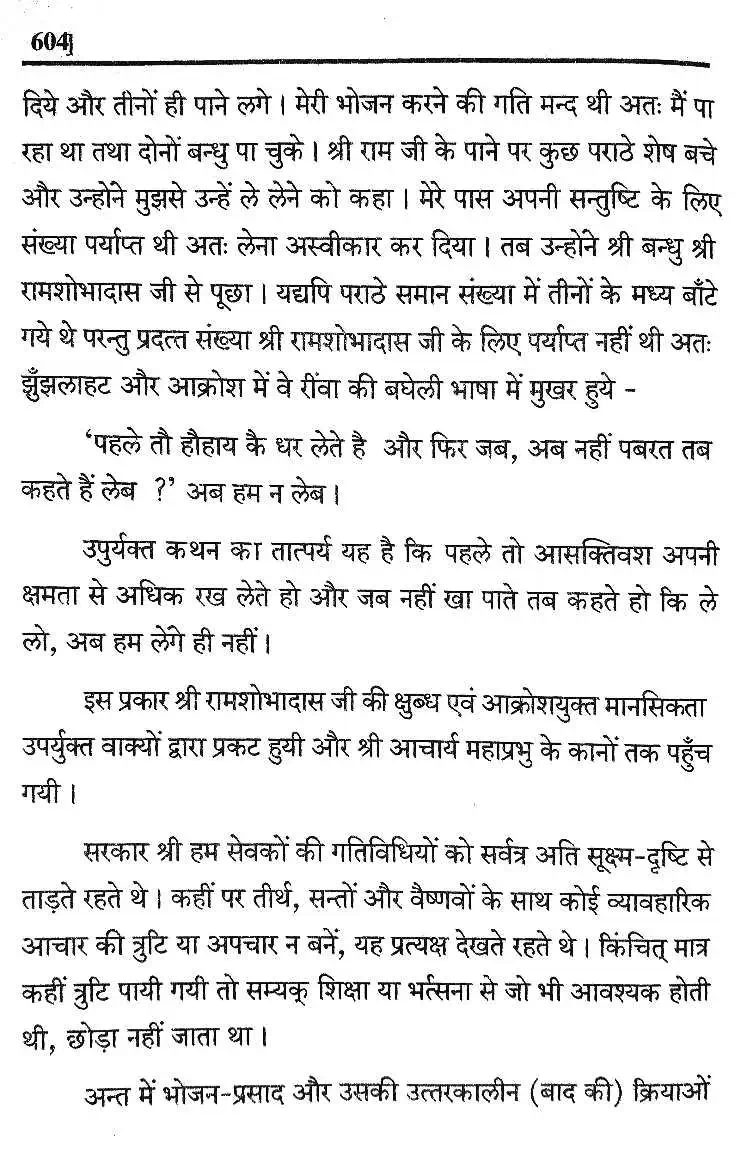 604]
दिये और तीनों ही पाने लगे। मेरी भोजन करने की गति मन्द थी अतः मैं पा
रहा था तथा दोनों बन्धु पा चुके। श्री राम जी के पाने पर कुछ पराठे शेष बचे
और उन्होंने मुझसे उन्हें ले लेने को कहा। मेरे पास अपनी सन्तुष्टि के लिए
संख्या पर्याप्त थी अतः लेना अस्वीकार कर दिया। तब उन्होंने श्री बन्धु श्री
रामशोभादास जी से पूछा। यद्यपि पराठे समान संख्या में तीनों के मध्य बाँटे
गये थे परन्तु प्रदत्त संख्या श्री रामशोभादास जी के लिए पर्याप्त नहीं थी अतः
झुँझलाहट और आक्रोश में वे रींवा की बघेली भाषा में मुखर हुये -
'पहले तौ हौहाय कै धर लेते है और फिर जब, अब नहीं पबरत तब
कहते हैं लेब ?' अब हम न लेब।
उपुर्यक्त कथन का तात्पर्य यह है कि पहले तो आसक्तिवश अपनी
क्षमता से अधिक रख लेते हो और जब नहीं खा पाते तब कहते हो कि ले
लो, अब हम लेंगे ही नहीं।
इस प्रकार श्री रामशोभादास जी की क्षुब्ध एवं आक्रोशयुक्त मानसिकता
उपर्युक्त वाक्यों द्वारा प्रकट हुयी और श्री आचार्य महाप्रभु के कानों तक पहुँच
गयी।
सरकार श्री हम सेवकों की गतिविधियों को सर्वत्र अति सूक्ष्म-दृष्टि से
ताड़ते रहते थे। कहीं पर तीर्थ, सन्तों और वैष्णवों के साथ कोई व्यावहारिक
आचार की त्रुटि या अपचार न बनें, यह प्रत्यक्ष देखते रहते थे। किंचित् मात्र
कहीं त्रुटि पायी गयी तो सम्यक् शिक्षा या भर्त्सना से जो भी आवश्यक होती
थी, छोड़ा नहीं जाता था।
अन्त में भोजन-प्रसाद और उसकी उत्तरकालीन (बाद की) क्रियाओं